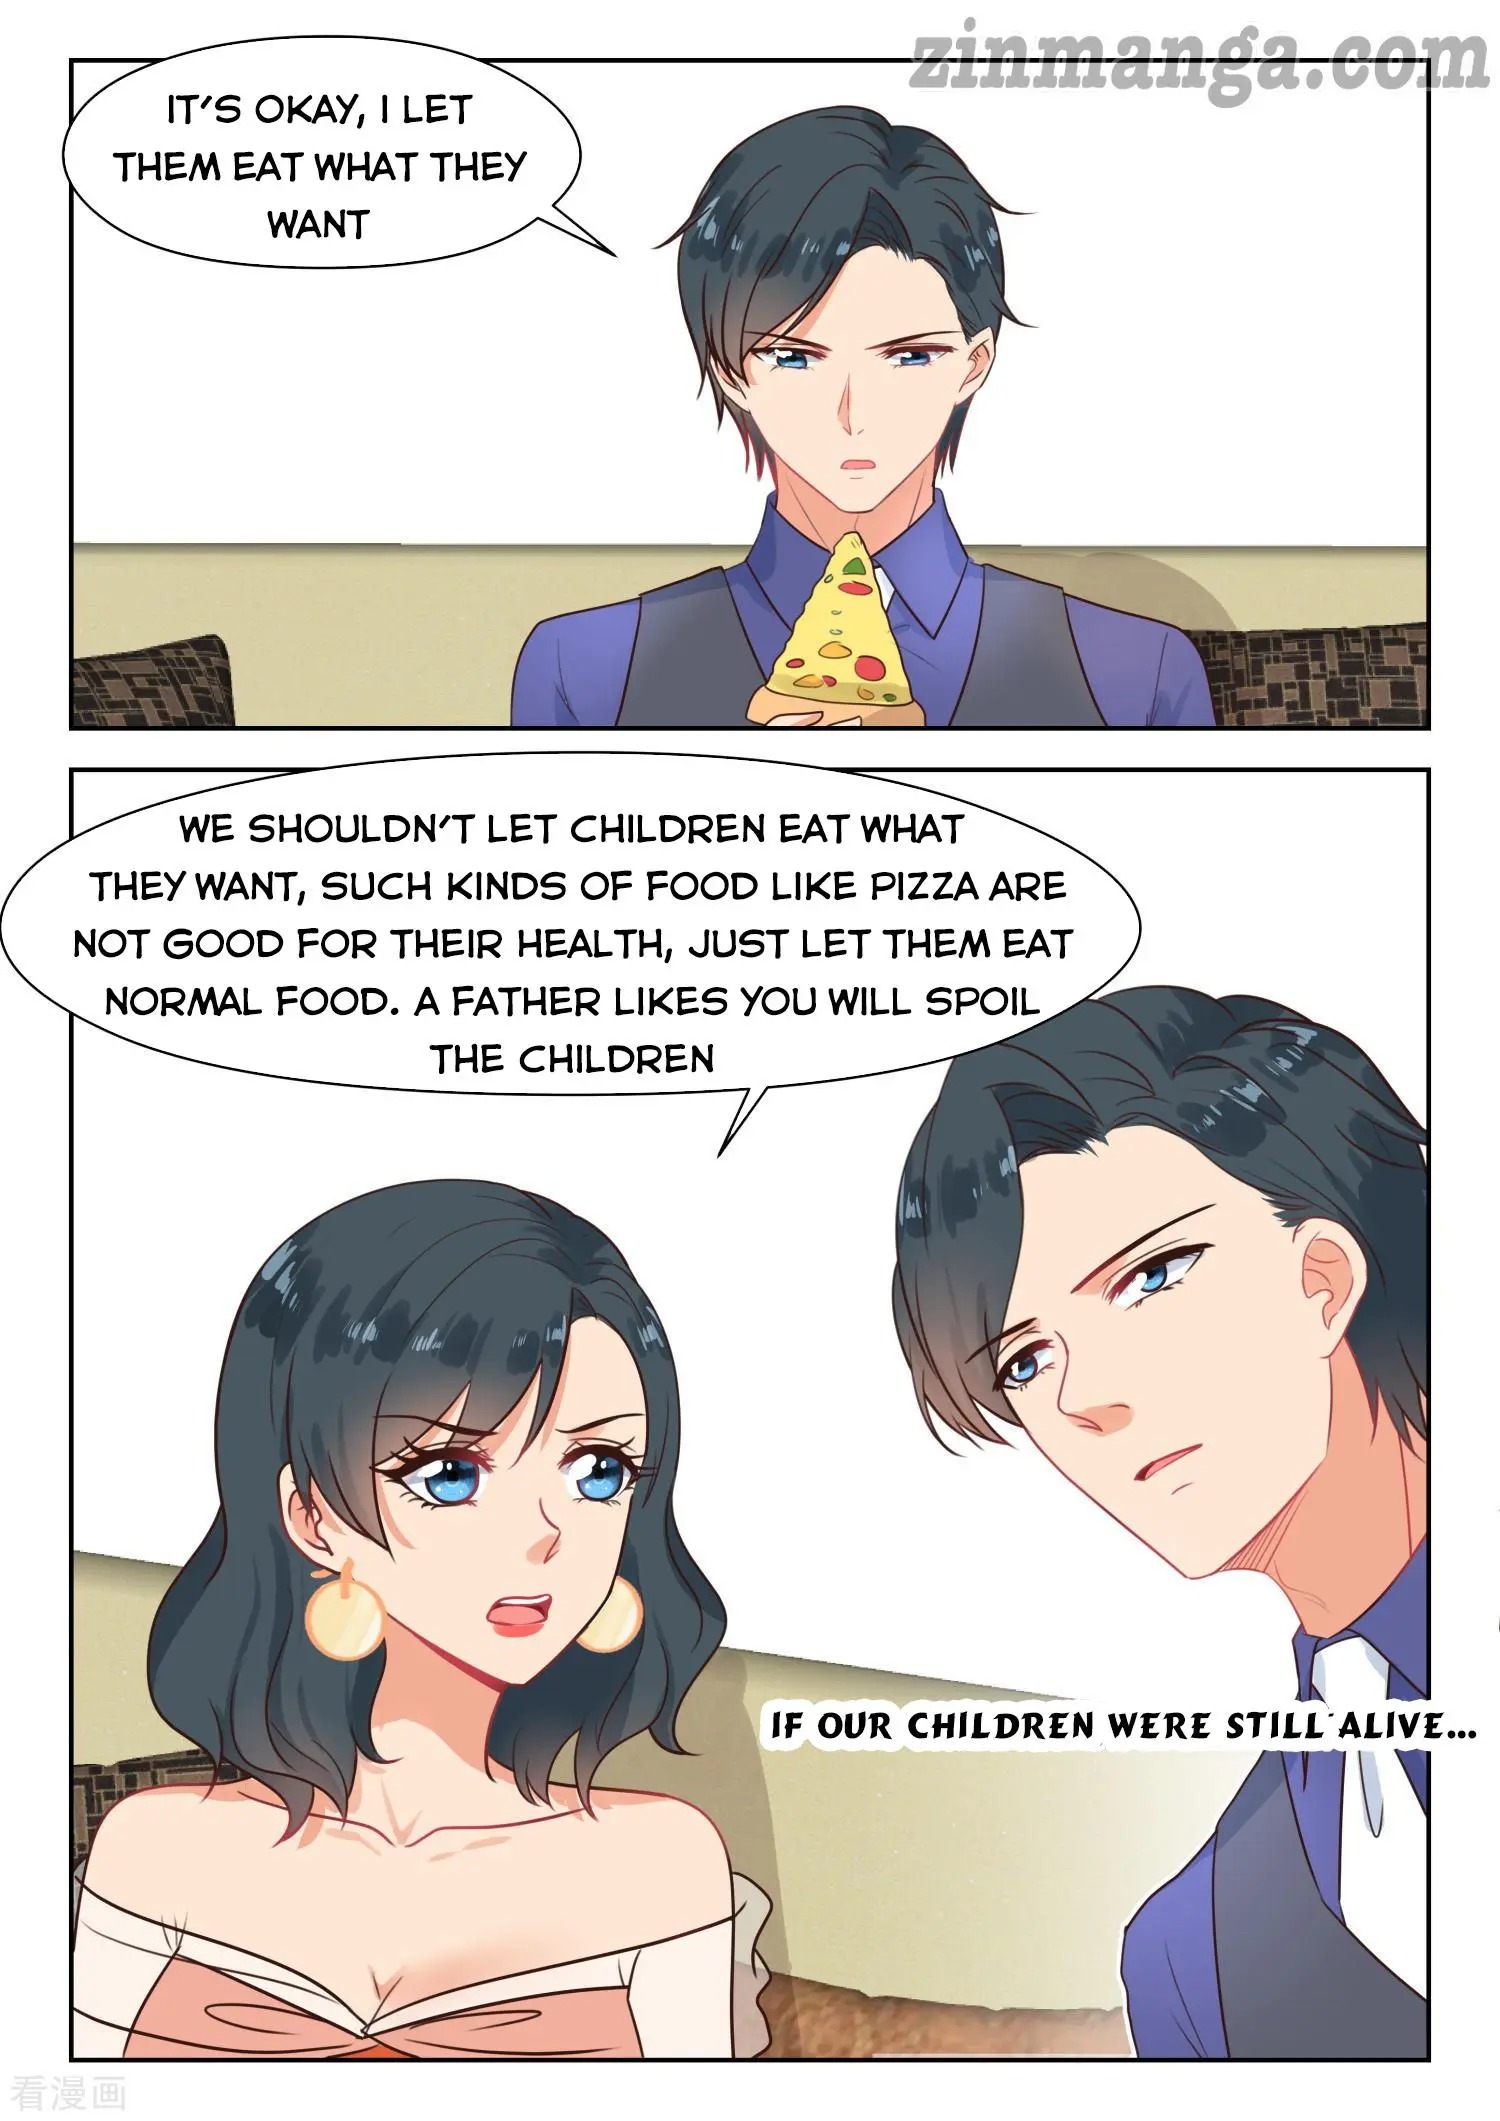 zinmanga.com
IT'S OKAY, I LET
THEM EAT WHAT THEY
WANT
WE SHOULDN'T LET CHILDREN EAT WHAT
THEY WANT, SUCH KINDS OF FOOD LIKE PIZZA ARE
NOT GOOD FOR THEIR HEALTH, JUST LET THEM EAT
NORMAL FOOD. A FATHER LIKES YOU WILL SPOIL
THE CHILDREN
IF OUR CHILDREN WERE STILL ALIVE...
看漫画